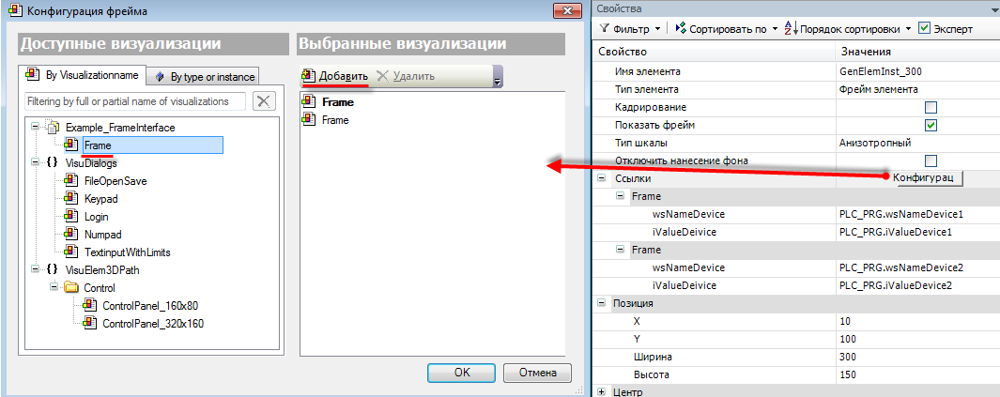 Конфигурация фрейма
Доступные визуализации
By Visualizationname
By type or instance
Filtering by full or partial name of visualizations
Example_FrameInterface
Frame
VisuDialogs
FileOpenSave
Keypad
Login
Numpad
TextinputWithLimits
VisuElem3DPath
Control
ControlPanel_160x80
ControlPanel_320x160
Выбранные визуализации
Добавить Удалить
Frame
Frame
OK Отмена
Свойства
Фильтр Сортировать по Порядок сортировки Эксперт
Свойство Значения
Имя элемента GenElemInst_300
Тип элемента Фрейм элемента
Кадрирование
Показать фрейм
Тип шкалы Анизотропный
Отключить нанесение фона
Ссылки Конфигурац
Frame
wsNameDevice PLC_PRG.wsNameDevice1
iValueDeivice PLC_PRG.iValueDevice1
Frame
wsNameDevice PLC_PRG.wsNameDevice2
iValueDeivice PLC_PRG.iValueDevice2
Позиция
X 10
Y 100
Ширина 300
Высота 150
Центр